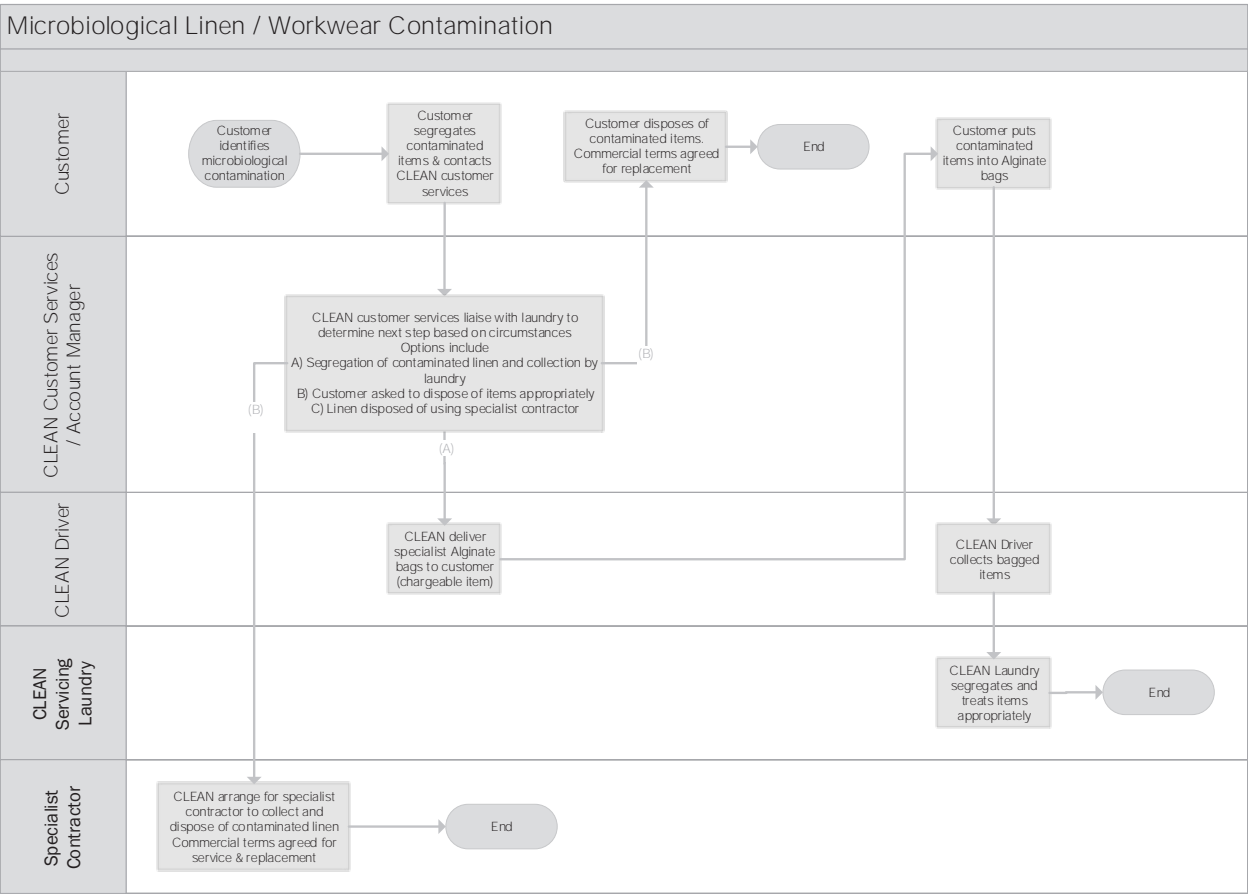 Microbiological Linen / Workwear Contamination
Customer
Customer
identifies
microbiological
contamination
Customer
segregates
contaminated
items & contacts
CLEAN customer
services
Customer disposes of
contaminated items.
Commercial terms agreed
for replacement
End
Customer puts
contaminated
items into Alginate
bags
CLEAN Customer Services
/ Account Manager
CLEAN customer services liaise with laundry to
determine next step based on circumstances
Options include
A) Segregation of contaminated linen and collection by
laundry
B) Customer asked to dispose of items appropriately
C) Linen disposed of using specialist contractor
(B)
(B)
(A)
CLEAN Driver
CLEAN deliver
specialist Alginate
bags to customer
(chargeable item)
CLEAN Driver
collects bagged
items
CLEAN
Servicing
Laundry
CLEAN Laundry
segregates and
treats items
appropriately
End
Specialist
Contractor
CLEAN arrange for specialist
contractor to collect and
dispose of contaminated linen
Commercial terms agreed for
service & replacement
End